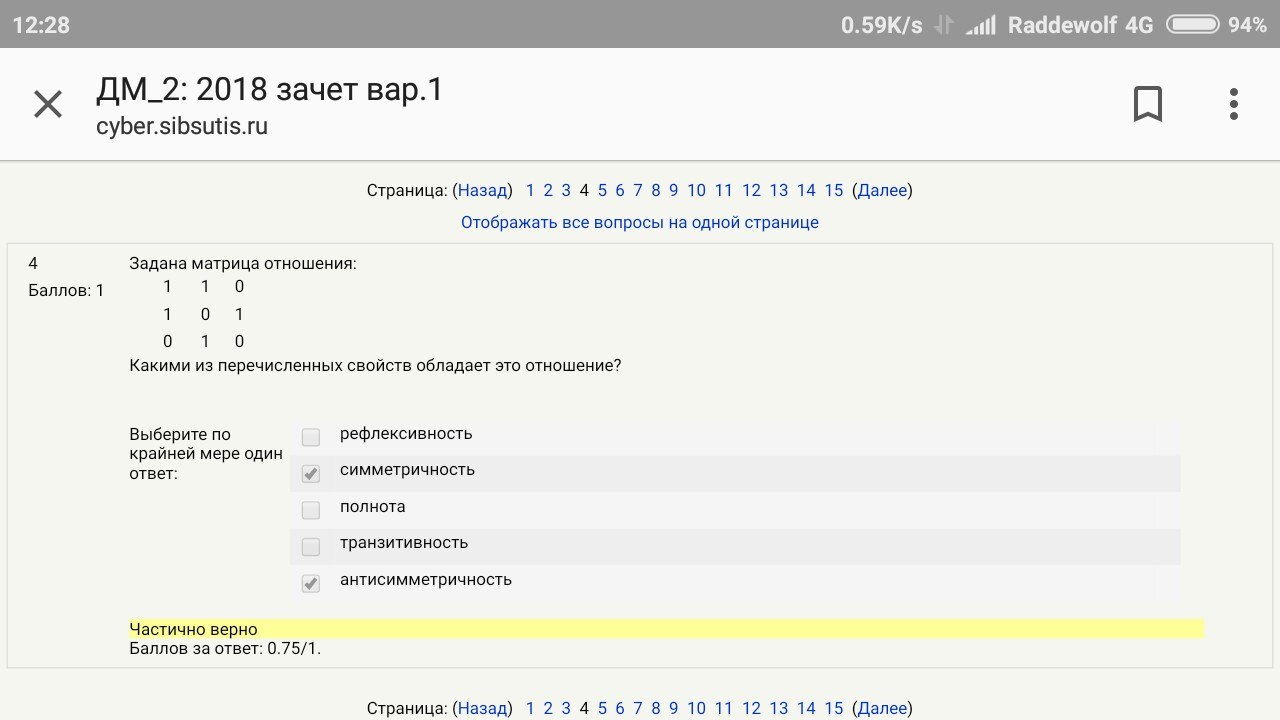 12:28 0.59K/s Raddewolf 4G 94%
ДМ_2: 2018 зачет вар.1
cyber.sibsutis.ru
Страница: (Назад) 1 2 3 4 5 6 7 8 9 10 11 12 13 14 15 (Далее)
Отображать все вопросы на одной странице
4
Баллов: 1
Задана матрица отношения:
1 1 0
1 0 1
0 1 0
Какими из перечисленных свойств обладает это отношение?
Выберите по
крайней мере один
ответ:
рефлексивность
симметричность
полнота
транзитивность
антисимметричность
Частично верно
Баллов за ответ: 0.75/1.
Страница: (Назад) 1 2 3 4 5 6 7 8 9 10 11 12 13 14 15 (Далее)